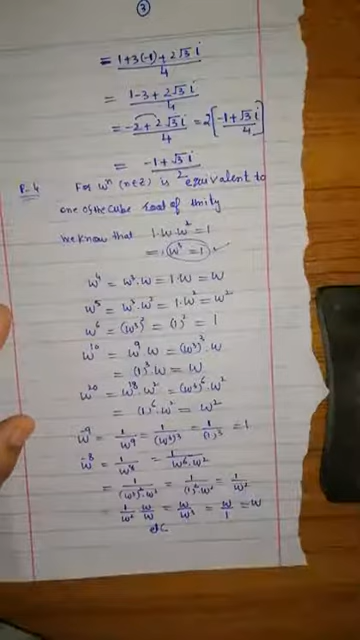 ③
= 1+3(-1)+2√3 i / 4
= 1-3+2√3 i / 4
= -2+2√3 i / 4 = 2[-1+√3 i / 4]
= -1+√3 i / 2
P-4 For wⁿ (n∈Z) is equivalent to
one of the cube root of unity
we know that 1·w·w² = 1
= w³ = 1
w⁴ = w³·w = 1·w = w
w⁵ = w³·w² = 1·w² = w²
w⁶ = (w³)² = (1)² = 1
w¹⁰ = w⁹·w = (w³)³·w
= (1)³·w = w
w²⁰ = w¹⁸·w² = (w³)⁶·w²
= (1)⁶·w² = w²
w⁻⁹ = 1/w⁹ = 1/(w³)³ = 1/(1)³ = 1
w⁻⁸ = 1/w⁸ = 1/w⁶·w²
= 1/(w³)²·w² = 1/(1)²·w² = 1/w²
= 1/w² w/w = w/w³ = w/1 = w
etc